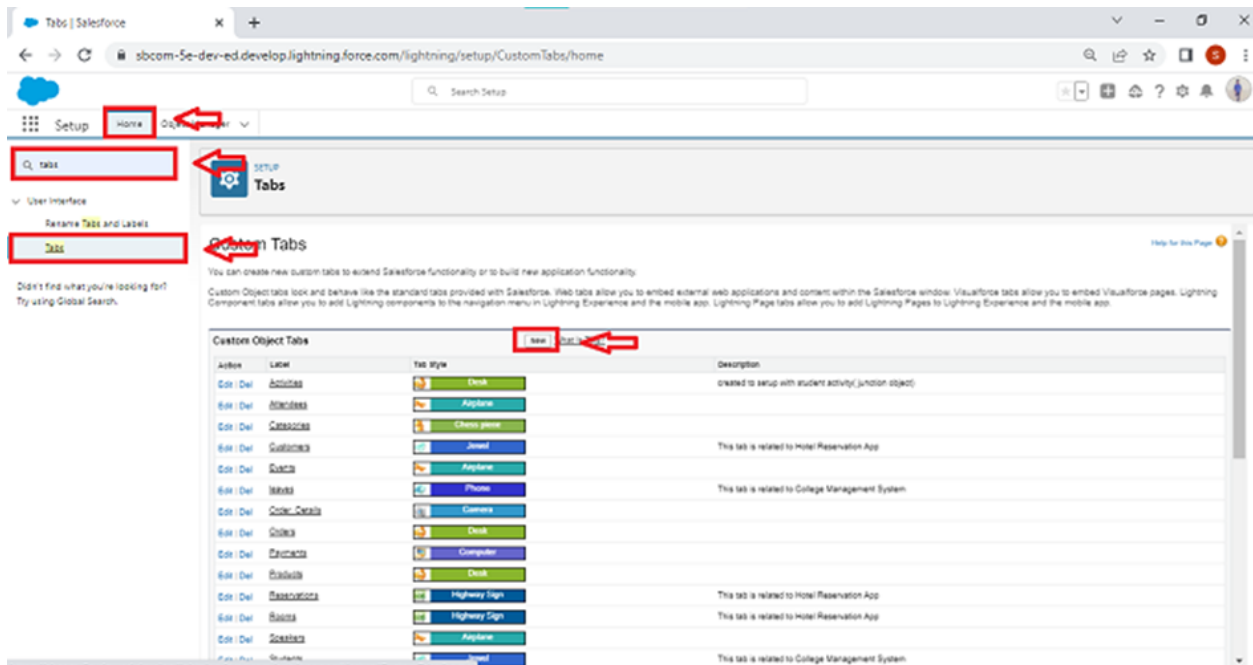 Tabs | Salesforce
sbcom-5e-dev-ed.develop.lightning.force.com/lightning/setup/CustomTabs/home
S
Search Setup
Setup
Home
tabs
SETUP
Tabs
User Interface
Rename Tabs and Labels
Tabs
Didn't find what you're looking for?
Try using Global Search.
Custom Tabs
Help for this Page
You can create new custom tabs to extend Salesforce functionality or to build new application functionality.
Custom Object tabs look and behave like the standard tabs provided with Salesforce. Web tabs allow you to embed external web applications and content within the Salesforce window. Visualforce tabs allow you to embed Visualforce pages. Lightning
Component tabs allow you to add Lightning components to the navigation menu in Lightning Experience and the mobile app. Lightning Page tabs allow you to add Lightning Pages to Lightning Experience and the mobile app.
Custom Object Tabs New What Is This?
Action Label Tab Style Description
Edit | Del Activities Desk created to setup with student activity( junction object)
Edit | Del Attendees Airplane
Edit | Del Categories Chess piece
Edit | Del Customers Jewel This tab is related to Hotel Reservation App
Edit | Del Events Airplane
Edit | Del leaves Phone This tab is related to College Management System
Edit | Del Order_Details Camera
Edit | Del Orders Desk
Edit | Del Payments Computer
Edit | Del Products Desk
Edit | Del Reservations Highway Sign This tab is related to Hotel Reservation App
Edit | Del Rooms Highway Sign This tab is related to Hotel Reservation App
Edit | Del Speakers Airplane
Edit | Del Students Jewel This tab is related to College Management System